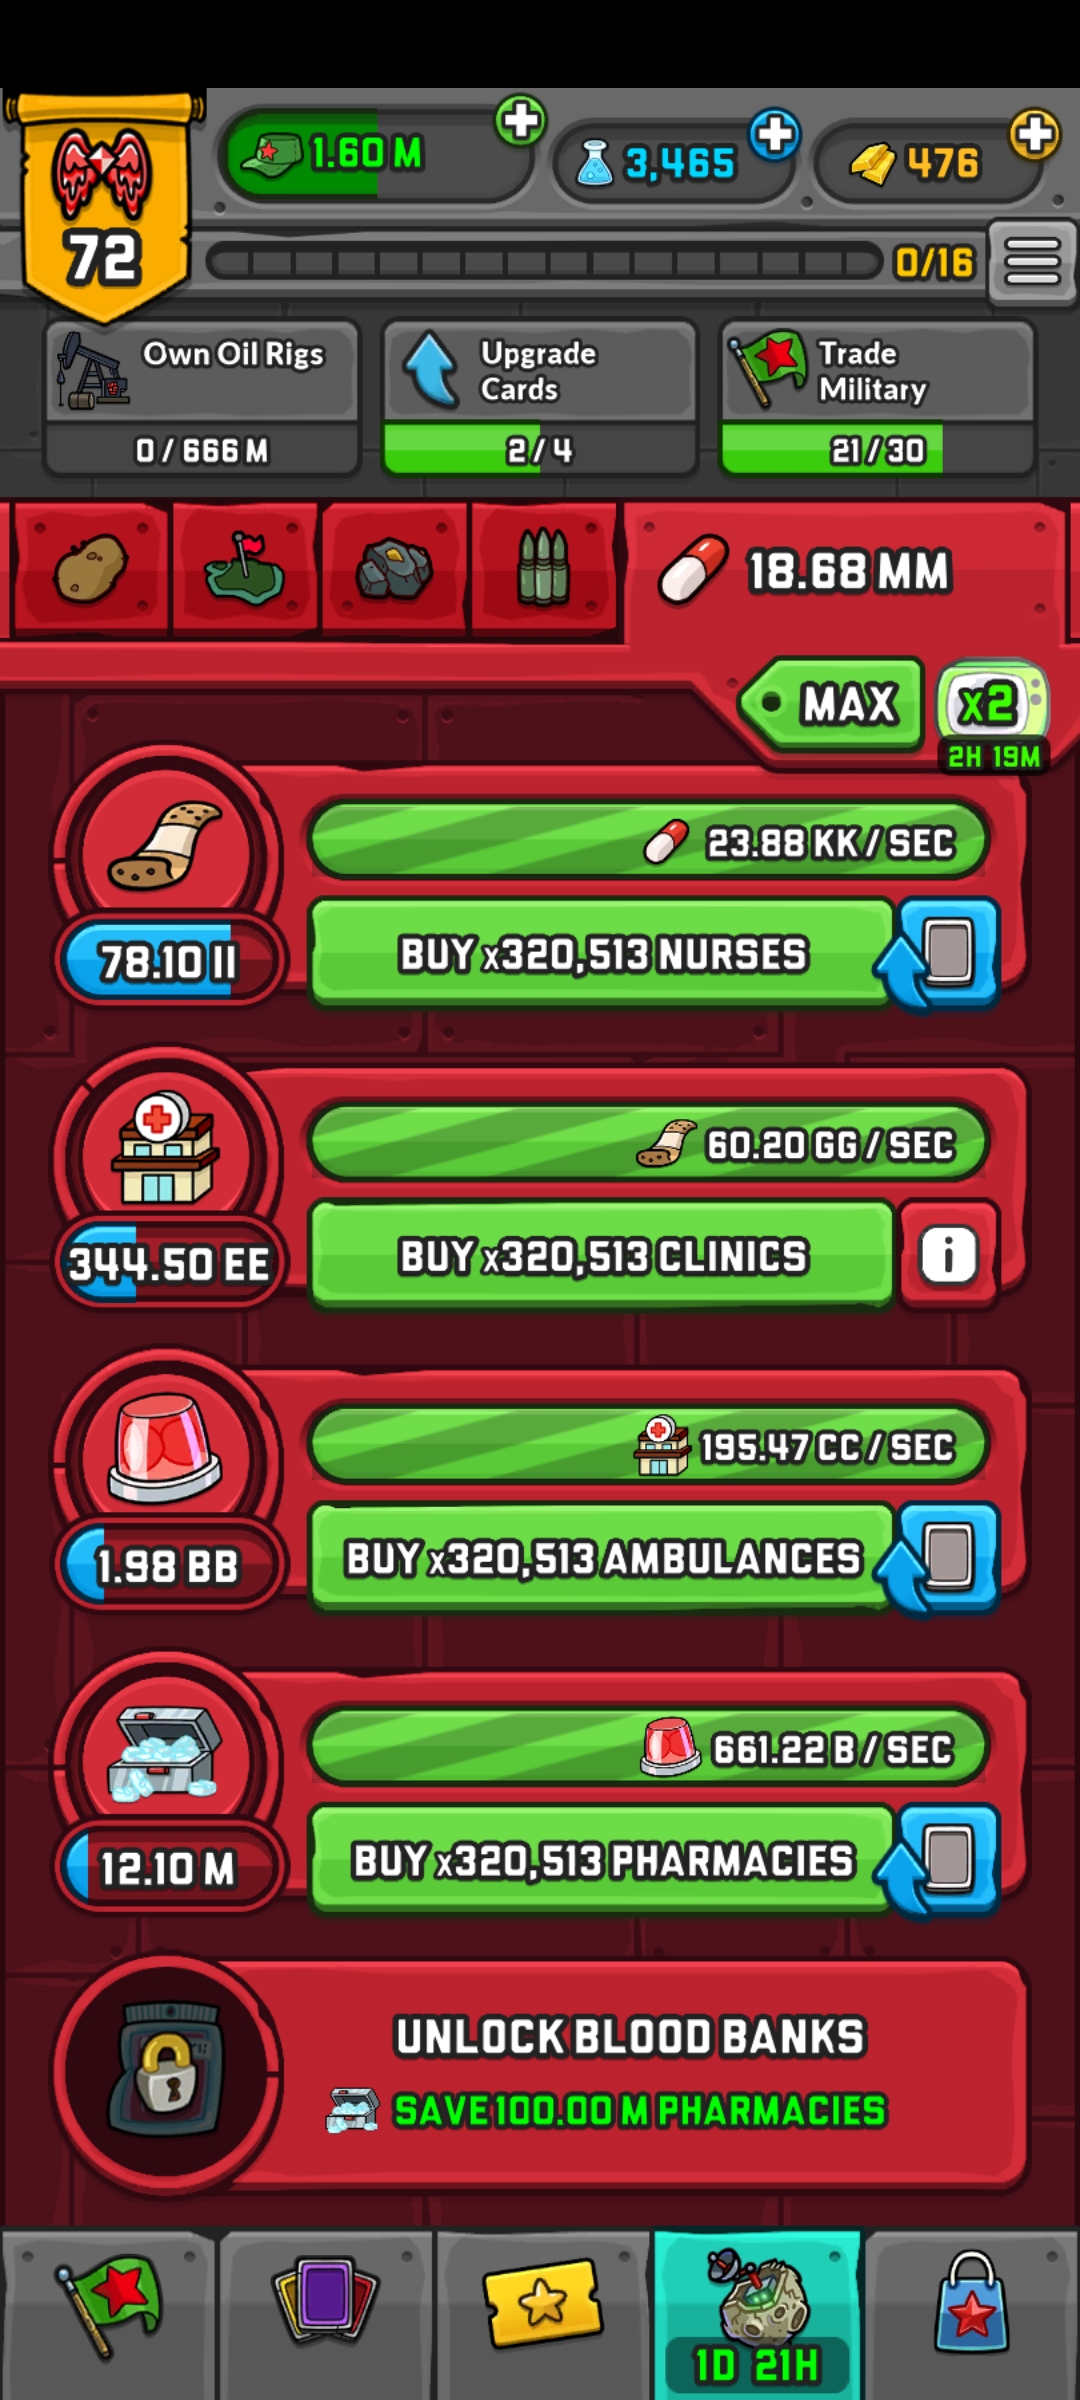 1.60 M
3,465
476
72
0/16
Own Oil Rigs
0 / 666 M
Upgrade
Cards
2 / 4
Trade
Military
21 / 30
18.68 MM
MAX
x2
2H 19M
23.88 KK / SEC
78.10 II
BUY x320,513 NURSES
60.20 GG / SEC
344.50 EE
BUY x320,513 CLINICS
i
195.47 CC / SEC
1.98 BB
BUY x320,513 AMBULANCES
661.22 B / SEC
12.10 M
BUY x320,513 PHARMACIES
UNLOCK BLOOD BANKS
SAVE 100.00 M PHARMACIES
1D 21H